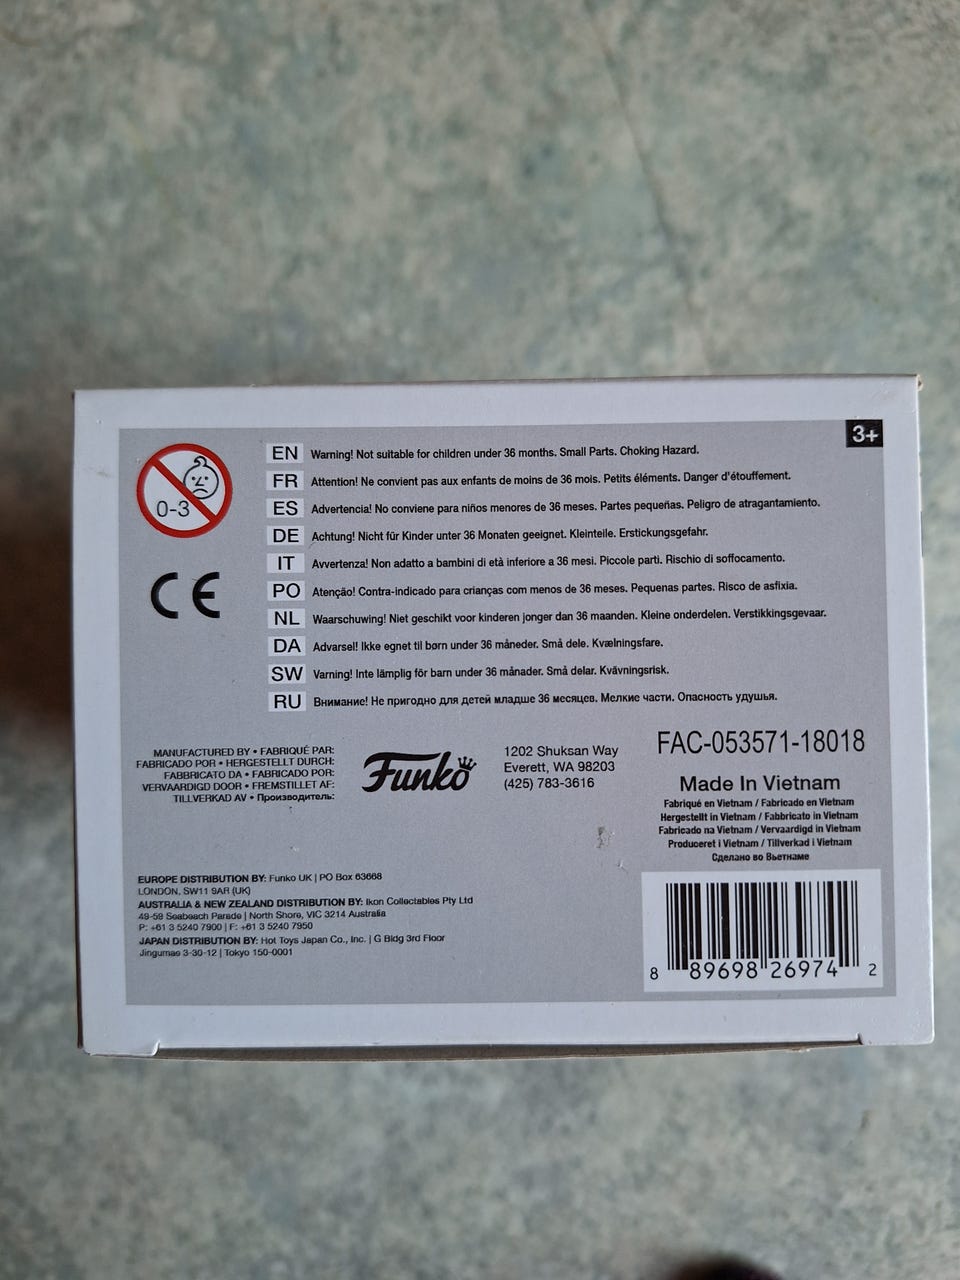 3+
0-3
EN Warning! Not suitable for children under 36 months. Small Parts. Choking Hazard.
FR Attention! Ne convient pas aux enfants de moins de 36 mois. Petits éléments. Danger d'étouffement.
ES Advertencia! No conviene para niños menores de 36 meses. Partes pequeñas. Peligro de atragantamiento.
DE Achtung! Nicht für Kinder unter 36 Monaten geeignet. Kleinteile. Erstickungsgefahr.
IT Avvertenza! Non adatto a bambini di età inferiore a 36 mesi. Piccole parti. Rischio di soffocamento.
PO Atenção! Contra-indicado para crianças com menos de 36 meses. Pequenas partes. Risco de asfixia.
NL Waarschuwing! Niet geschikt voor kinderen jonger dan 36 maanden. Kleine onderdelen. Verstikkingsgevaar.
DA Advarsel! Ikke egnet til børn under 36 måneder. Små dele. Kvælningsfare.
SW Varning! Inte lämplig för barn under 36 månader. Små delar. Kvävningsrisk.
RU Внимание! Не пригодно для детей младше 36 месяцев. Мелкие части. Опасность удушья.
CE
MANUFACTURED BY • FABRIQUÉ PAR:
FABRICADO POR • HERGESTELLT DURCH:
FABBRICATO DA • FABRICADO POR:
VERVAARDIGD DOOR • FREMSTILLET AF:
TILLVERKAD AV • Производитель:
Funko
1202 Shuksan Way
Everett, WA 98203
(425) 783-3616
FAC-053571-18018
Made In Vietnam
Fabriqué en Vietnam / Fabricado en Vietnam
Hergestellt in Vietnam / Fabbricato in Vietnam
Fabricado na Vietnam / Vervaardigd in Vietnam
Produceret i Vietnam / Tillverkad i Vietnam
Сделано во Вьетнаме
EUROPE DISTRIBUTION BY: Funko UK | PO Box 63668
LONDON, SW11 9AR (UK)
AUSTRALIA & NEW ZEALAND DISTRIBUTION BY: Ikon Collectables Pty Ltd
49-59 Seabeach Parade | North Shore, VIC 3214 Australia
P: +61 3 5240 7900 | F: +61 3 5240 7950
JAPAN DISTRIBUTION BY: Hot Toys Japan Co., Inc. | G Bldg 3rd Floor
Jingumae 3-30-12 | Tokyo 150-0001
8 89698 26974 2